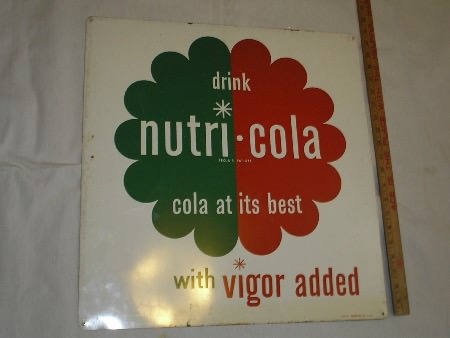 drink
nutri·cola
cola at its best
with vigor added